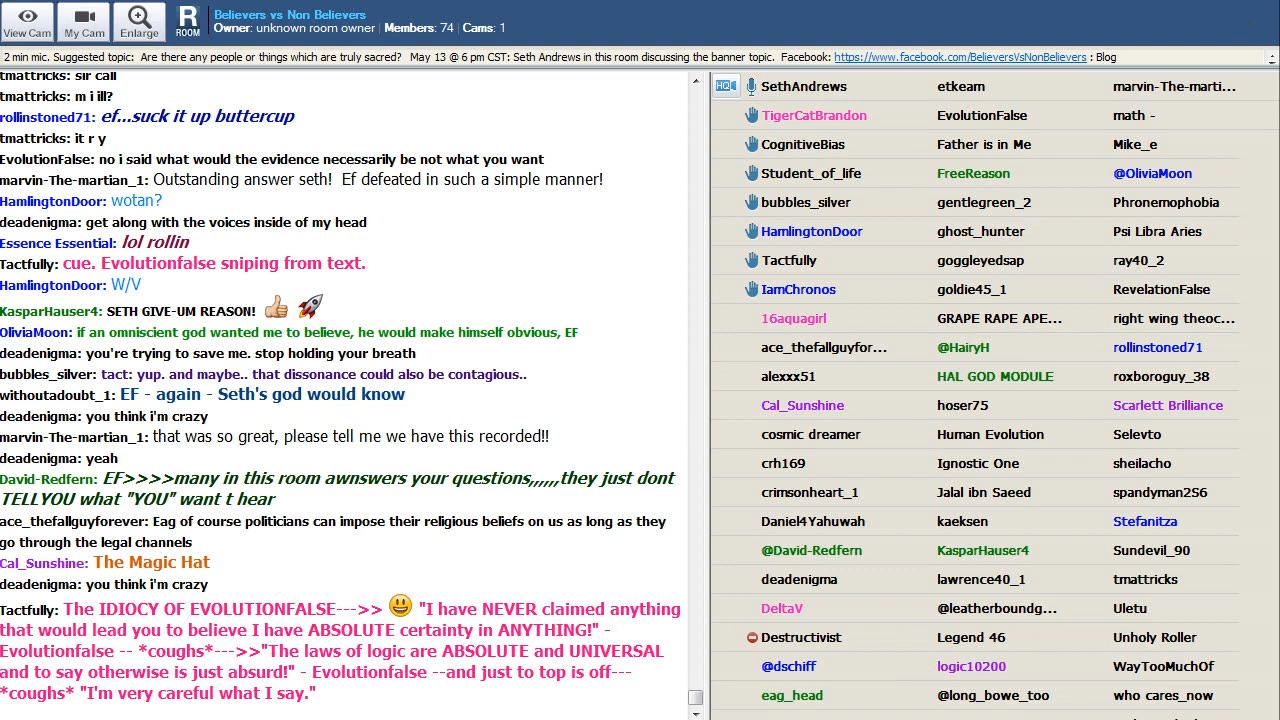 View Cam
My Cam
Enlarge
R
ROOM
Believers vs Non Believers
Owner: unknown room owner | Members: 74 | Cams: 1
2 min mic. Suggested topic: Are there any people or things which are truly sacred? May 13 @ 6 pm CST: Seth Andrews in this room discussing the banner topic. Facebook: https://www.facebook.com/BelieversVsNonBelievers : Blog
tmattricks: sir call
tmattricks: m i ill?
rollinstoned71: ef...suck it up buttercup
tmattricks: it r y
EvolutionFalse: no i said what would the evidence necessarily be not what you want
marvin-The-martian_1: Outstanding answer seth! Ef defeated in such a simple manner!
HamlingtonDoor: wotan?
deadenigma: get along with the voices inside of my head
Essence Essential: lol rollin
Tactfully: cue. Evolutionfalse sniping from text.
HamlingtonDoor: W/V
KasparHauser4: SETH GIVE-UM REASON!
OliviaMoon: if an omniscient god wanted me to believe, he would make himself obvious, EF
deadenigma: you're trying to save me. stop holding your breath
bubbles_silver: tact: yup. and maybe.. that dissonance could also be contagious..
withoutadoubt_1: EF - again - Seth's god would know
deadenigma: you think i'm crazy
marvin-The-martian_1: that was so great, please tell me we have this recorded!!
deadenigma: yeah
David-Redfern: EF>>>>many in this room awnswers your questions,,,,,,they just dont
TELLYOU what "YOU" want t hear
ace_thefallguyforever: Eag of course politicians can impose their religious beliefs on us as long as they
go through the legal channels
Cal_Sunshine: The Magic Hat
deadenigma: you think i'm crazy
Tactfully: The IDIOCY OF EVOLUTIONFALSE--->> "I have NEVER claimed anything
that would lead you to believe I have ABSOLUTE certainty in ANYTHING!" -
Evolutionfalse -- *coughs*--->>"The laws of logic are ABSOLUTE and UNIVERSAL
and to say otherwise is just absurd!" - Evolutionfalse --and just to top is off---
*coughs* "I'm very careful what I say."
HQ
SethAndrews etkeam marvin-The-marti...
TigerCatBrandon EvolutionFalse math -
CognitiveBias Father is in Me Mike_e
Student_of_life FreeReason @OliviaMoon
bubbles_silver gentlegreen_2 Phronemophobia
HamlingtonDoor ghost_hunter Psi Libra Aries
Tactfully goggleyedsap ray40_2
IamChronos goldie45_1 RevelationFalse
16aquagirl GRAPE RAPE APE... right wing theoc...
ace_thefallguyfor... @HairyH rollinstoned71
alexxx51 HAL GOD MODULE roxboroguy_38
Cal_Sunshine hoser75 Scarlett Brilliance
cosmic dreamer Human Evolution Selevto
crh169 Ignostic One sheilacho
crimsonheart_1 Jalal ibn Saeed spandyman2S6
Daniel4Yahuwah kaeksen Stefanitza
@David-Redfern KasparHauser4 Sundevil_90
deadenigma lawrence40_1 tmattricks
DeltaV @leatherboundg... Uletu
Destructivist Legend 46 Unholy Roller
@dschiff logic10200 WayTooMuchOf
eag_head @long_bowe_too who cares_now